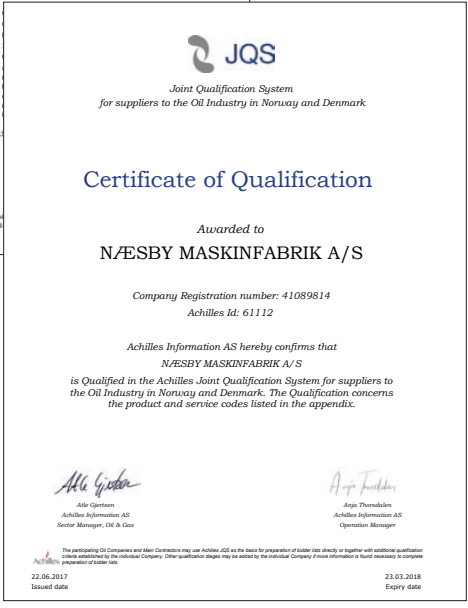 JQS
Joint Qualification System
for suppliers to the Oil Industry in Norway and Denmark
Certificate of Qualification
Awarded to
NÆSBY MASKINFABRIK A/S
Company Registration number: 41089814
Achilles Id: 61112
Achilles Information AS hereby confirms that
NÆSBY MASKINFABRIK A/S
is Qualified in the Achilles Joint Qualification System for suppliers to
the Oil Industry in Norway and Denmark. The Qualification concerns
the product and service codes listed in the appendix.
Atle Gjertsen
Achilles Information AS
Sector Manager, Oil & Gas
Anja Thorsdalen
Achilles Information AS
Operation Manager
The participating Oil Companies and Main Contractors may use Achilles JQS as the basis for preparation of bidder lists directly or together with additional qualification
criteria established by the individual Company. Other qualification stages may be added by the individual Company if more information is found necessary to complete
preparation of bidder lists.
Achilles
22.06.2017
Issued date
23.03.2018
Expiry date